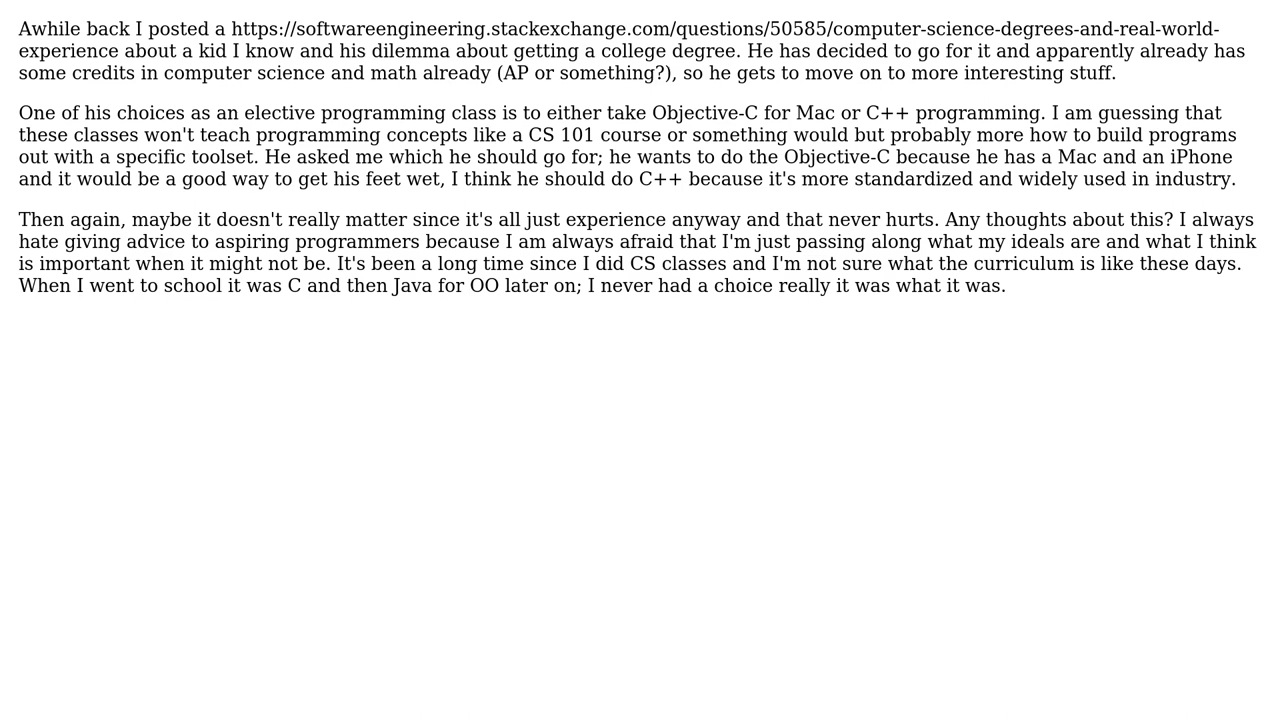 Awhile back I posted a https://softwareengineering.stackexchange.com/questions/50585/computer-science-degrees-and-real-world-
experience about a kid I know and his dilemma about getting a college degree. He has decided to go for it and apparently already has
some credits in computer science and math already (AP or something?), so he gets to move on to more interesting stuff.
One of his choices as an elective programming class is to either take Objective-C for Mac or C++ programming. I am guessing that
these classes won't teach programming concepts like a CS 101 course or something would but probably more how to build programs
out with a specific toolset. He asked me which he should go for; he wants to do the Objective-C because he has a Mac and an iPhone
and it would be a good way to get his feet wet, I think he should do C++ because it's more standardized and widely used in industry.
Then again, maybe it doesn't really matter since it's all just experience anyway and that never hurts. Any thoughts about this? I always
hate giving advice to aspiring programmers because I am always afraid that I'm just passing along what my ideals are and what I think
is important when it might not be. It's been a long time since I did CS classes and I'm not sure what the curriculum is like these days.
When I went to school it was C and then Java for OO later on; I never had a choice really it was what it was.